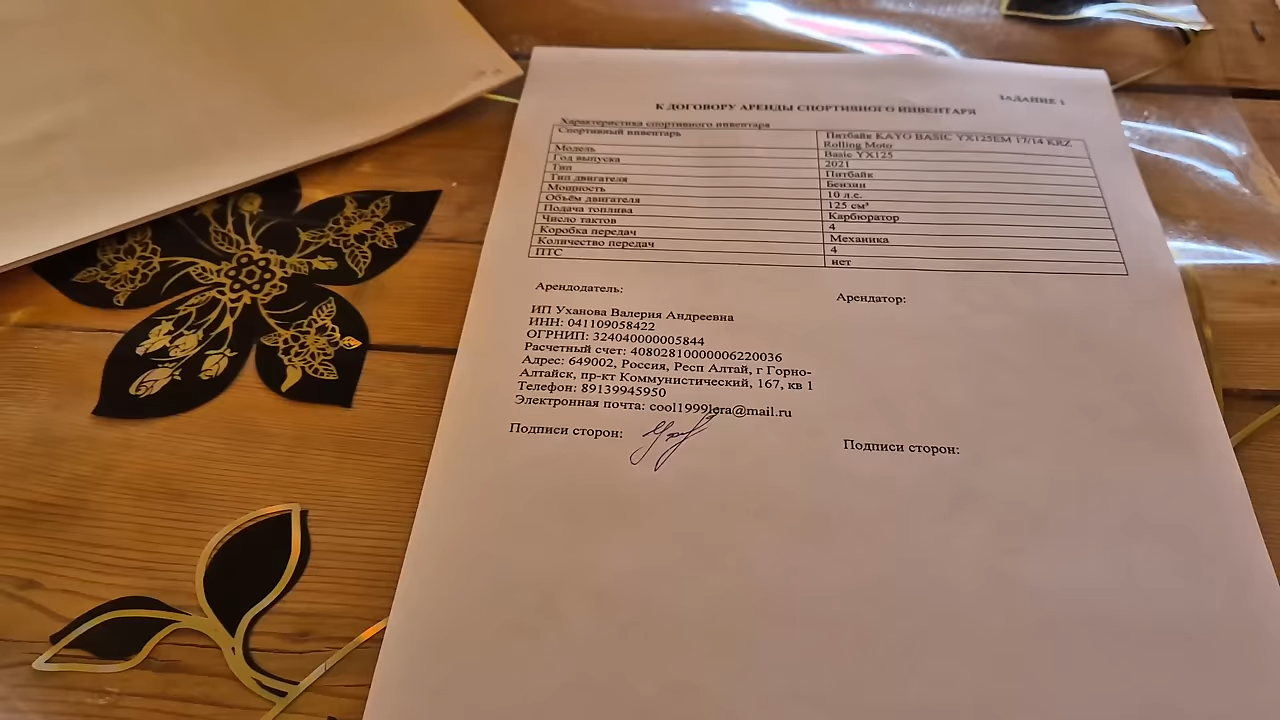 ЗАДАНИЕ 1
К ДОГОВОРУ АРЕНДЫ СПОРТИВНОГО ИНВЕНТАРЯ
Характеристика спортивного инвентаря
Спортивный инвентарь Питбайк KAYO BASIC YX125EM 17/14 KRZ
Rolling Moto
Модель Basic YX125
Год выпуска 2021
Тип Питбайк
Тип двигателя Бензин
Мощность 10 л.с.
Объём двигателя 125 см³
Подача топлива Карбюратор
Число тактов 4
Коробка передач Механика
Количество передач 4
ПТС нет
Арендодатель:
Арендатор:
ИП Уханова Валерия Андреевна
ИНН: 041109058422
ОГРНИП: 324040000005844
Расчетный счет: 40802810000006220036
Адрес: 649002, Россия, Респ Алтай, г Горно-
Алтайск, пр-кт Коммунистический, 167, кв 1
Телефон: 89139945950
Электронная почта: cool1999lera@mail.ru
Подписи сторон:
Подписи сторон: